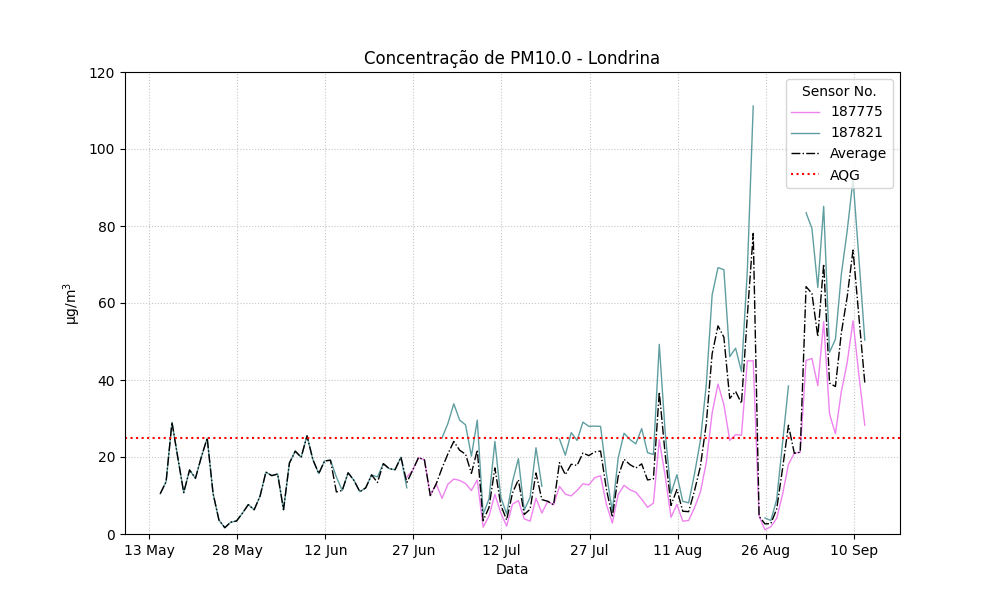 Concentração de PM10.0 - Londrina
120
100
80
60
40
20
0
µg/m³
13 May
28 May
12 Jun
27 Jun
12 Jul
27 Jul
11 Aug
26 Aug
10 Sep
Data
Sensor No.
187775
187821
Average
AQG